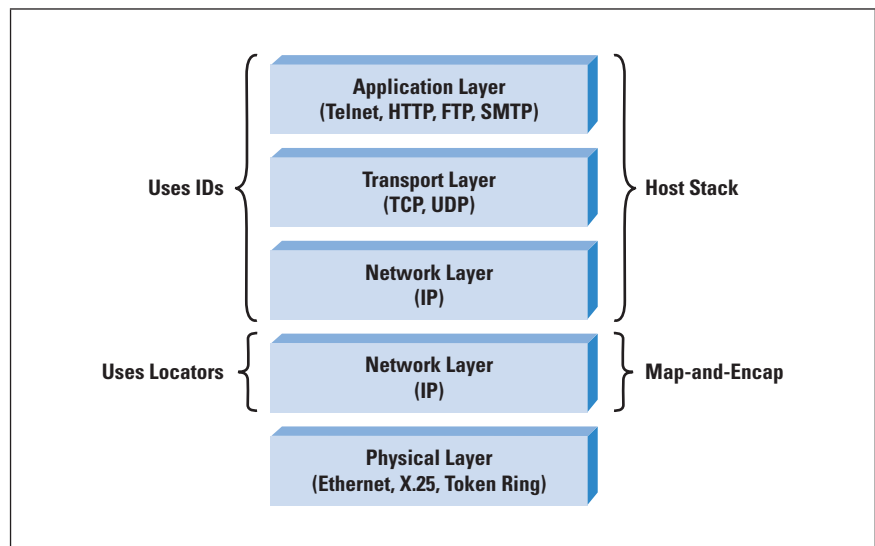 Application Layer
(Telnet, HTTP, FTP, SMTP)
Uses IDs
Transport Layer
(TCP, UDP)
Host Stack
Network Layer
(IP)
Uses Locators
Network Layer
(IP)
Map-and-Encap
Physical Layer
(Ethernet, X.25, Token Ring)